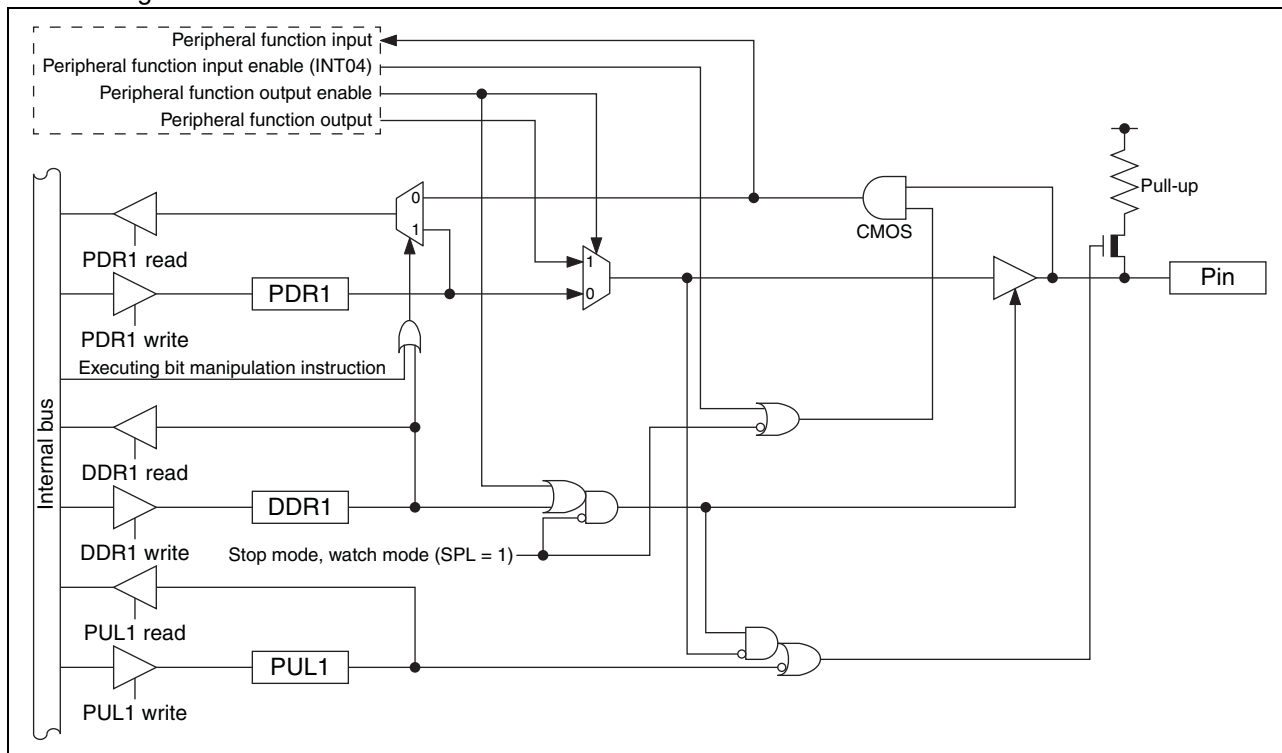 Peripheral function input
Peripheral function input enable (INT04)
Peripheral function output enable
Peripheral function output
Pull-up
0
1
CMOS
PDR1 read
1
0
PDR1
Pin
PDR1 write
Executing bit manipulation instruction
Internal bus
DDR1 read
DDR1
DDR1 write
Stop mode, watch mode (SPL = 1)
PUL1 read
PUL1
PUL1 write